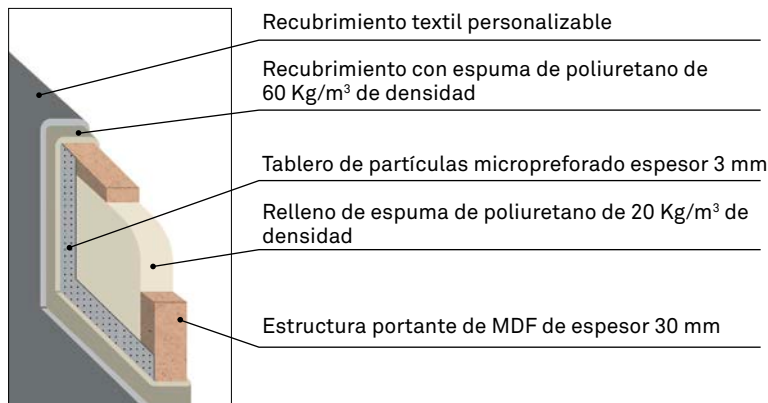 Recubrimiento textil personalizable
Recubrimiento con espuma de poliuretano de
60 Kg/m³ de densidad
Tablero de partículas micropreforado espesor 3 mm
Relleno de espuma de poliuretano de 20 Kg/m³ de
densidad
Estructura portante de MDF de espesor 30 mm